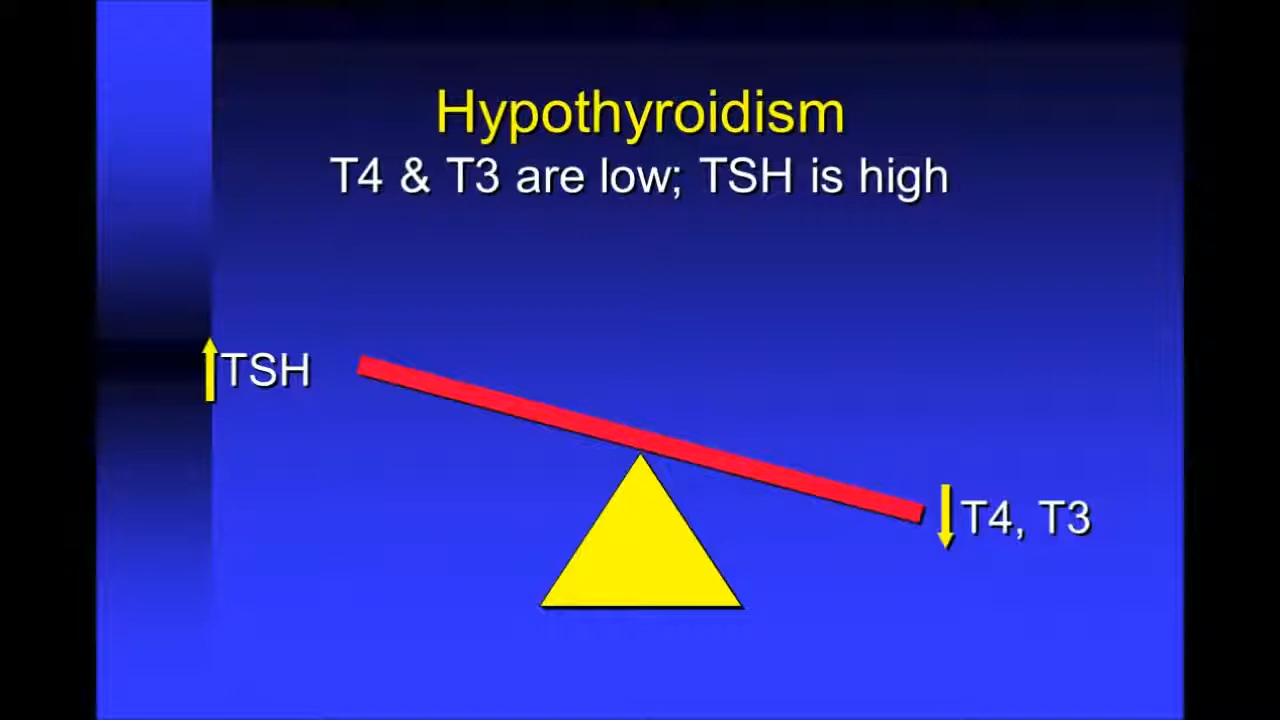 Hypothyroidism
T4 & T3 are low; TSH is high
TSH
T4, T3